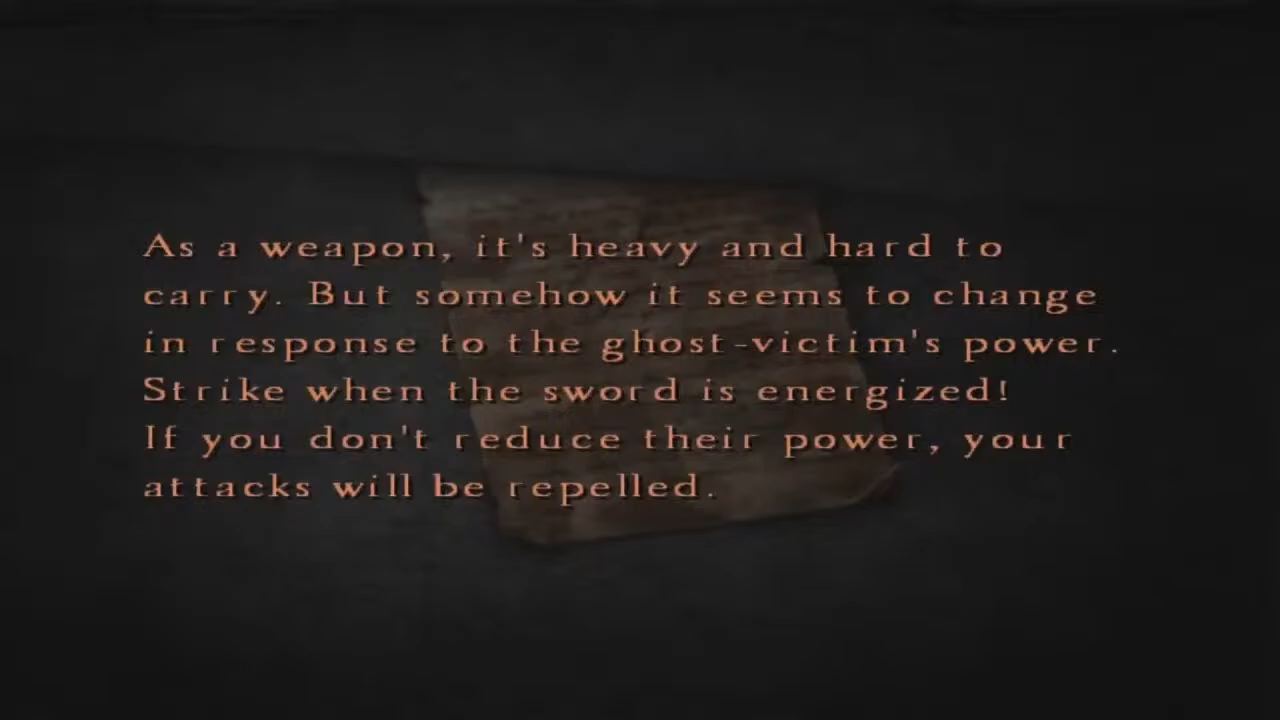 As a weapon, it's heavy and hard to
carry. But somehow it seems to change
in response to the ghost-victim's power.
Strike when the sword is energized!
If you don't reduce their power, your
attacks will be repelled.